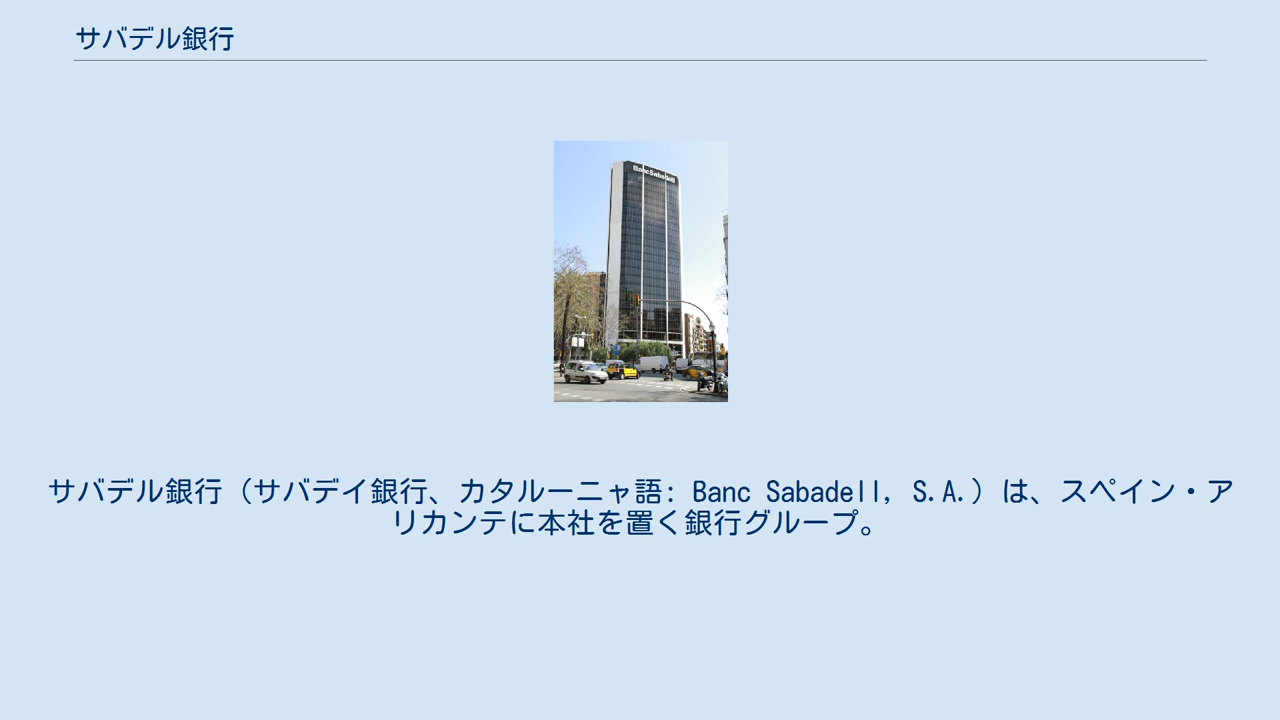 サバデル銀行
BancSabadell
サバデル銀行（サバデイ銀行、カタルーニャ語: Banc Sabadell, S.A.）は、スペイン・ア
リカンテに本社を置く銀行グループ。